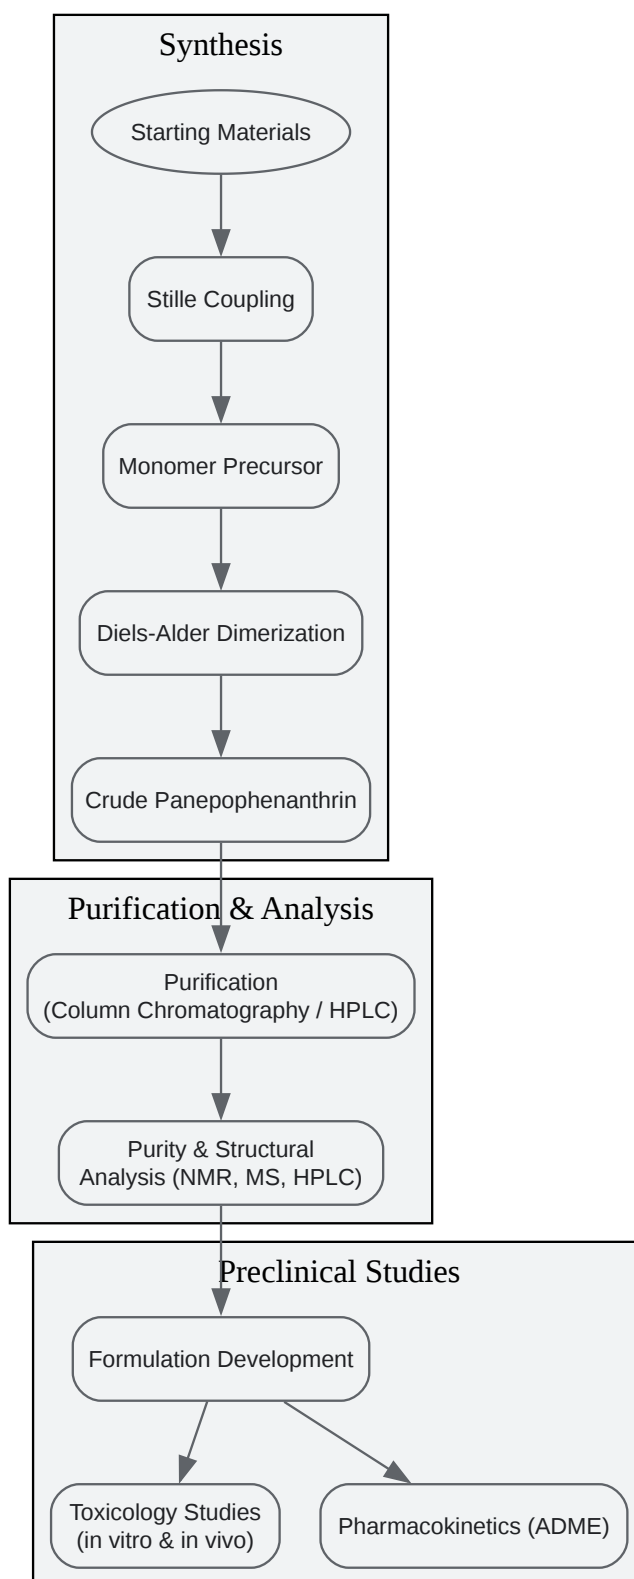 Synthesis
Starting Materials
Stille Coupling
Monomer Precursor
Diels-Alder Dimerization
Crude Panepophenanthrin
Purification & Analysis
Purification
(Column Chromatography / HPLC)
Purity & Structural
Analysis (NMR, MS, HPLC)
Preclinical Studies
Formulation Development
Toxicology Studies
(in vitro & in vivo)
Pharmacokinetics (ADME)